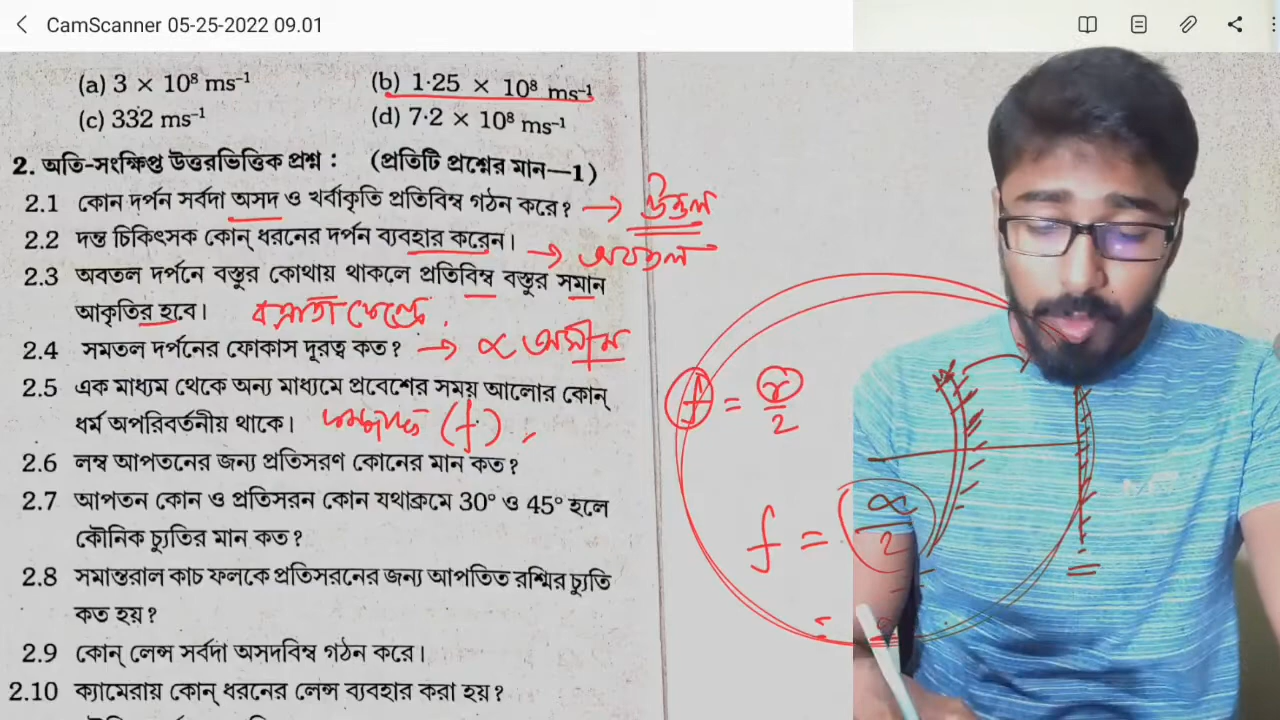 CamScanner 05-25-2022 09.01
(a) 3 × 10⁸ ms⁻¹ (b) 1·25 × 10⁸ ms⁻¹
(c) 332 ms⁻¹ (d) 7·2 × 10⁸ ms⁻¹
2. অতি-সংক্ষিপ্ত উত্তরভিত্তিক প্রশ্ন : (প্রতিটি প্রশ্নের মান—1)
2.1 কোন দর্পন সর্বদা অসদ ও খর্বাকৃতি প্রতিবিম্ব গঠন করে? → উত্তল
2.2 দন্ত চিকিৎসক কোন্ ধরনের দর্পন ব্যবহার করেন। → অবতল
2.3 অবতল দর্পনে বস্তুর কোথায় থাকলে প্রতিবিম্ব বস্তুর সমান
আকৃতির হবে। বক্রতা কেন্দ্রে.
2.4 সমতল দর্পনের ফোকাস দূরত্ব কত? → ∝ অসীম
2.5 এক মাধ্যম থেকে অন্য মাধ্যমে প্রবেশের সময় আলোর কোন্
ধর্ম অপরিবর্তনীয় থাকে। (f)
f = r/2
2.6 লম্ব আপতনের জন্য প্রতিসরণ কোনের মান কত?
2.7 আপতন কোন ও প্রতিসরন কোন যথাক্রমে 30° ও 45° হলে
কৌনিক চ্যুতির মান কত?
f = ∝/2
2.8 সমান্তরাল কাচ ফলকে প্রতিসরনের জন্য আপতিত রশ্মির চ্যুতি
কত হয়?
=
2.9 কোন্ লেন্স সর্বদা অসদবিম্ব গঠন করে।
2.10 ক্যামেরায় কোন্ ধরনের লেন্স ব্যবহার করা হয়?